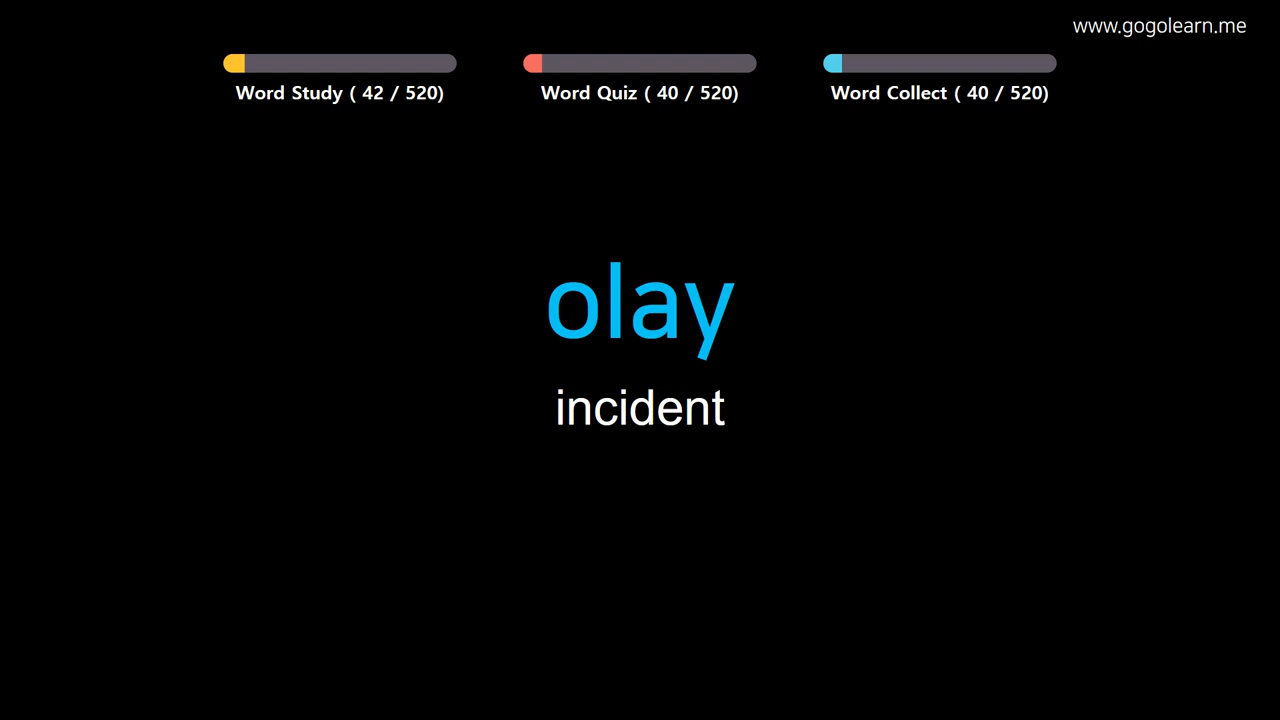 www.gogolearn.me
Word Study ( 42 / 520)
Word Quiz ( 40 / 520)
Word Collect ( 40 / 520)
olay
incident